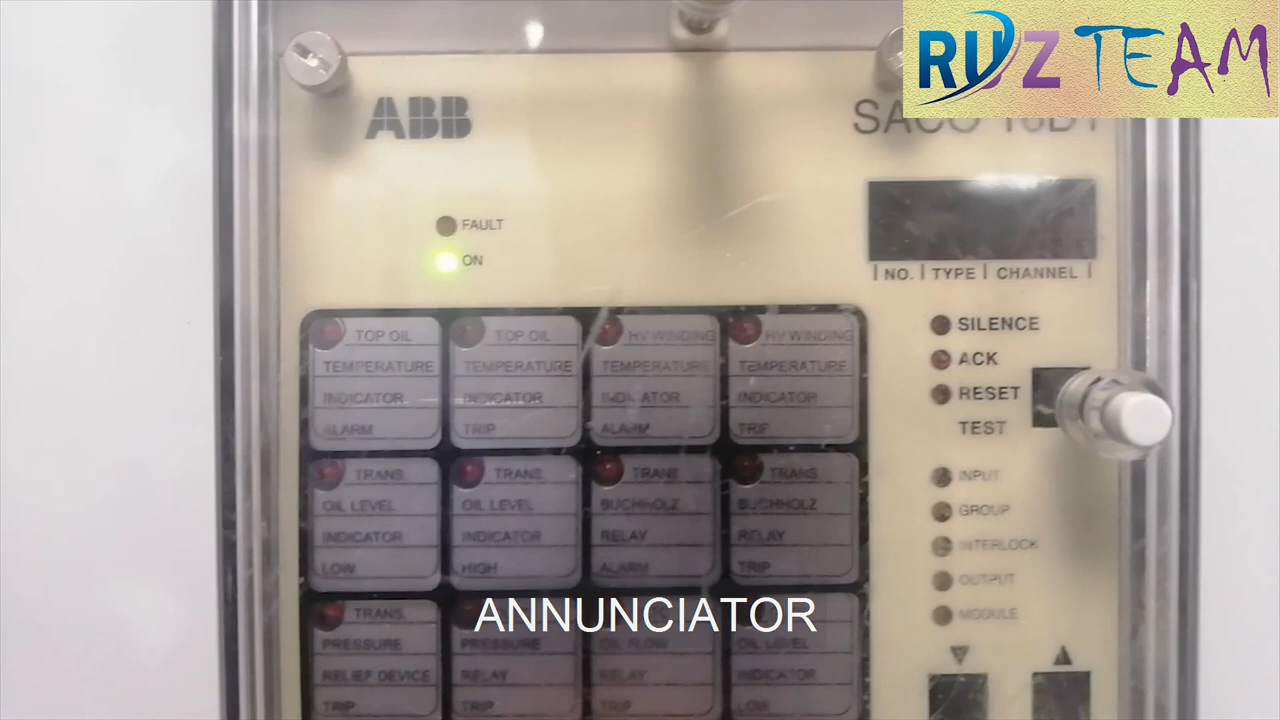 RUZ TEAM
ABB
SACO 16D1
FAULT
ON
NO. TYPE CHANNEL
SILENCE
ACK
RESET
TEST
INPUT
GROUP
INTERLOCK
OUTPUT
MODULE
TOP OIL
TEMPERATURE
INDICATOR
ALARM
TOP OIL
TEMPERATURE
INDICATOR
TRIP
HV WINDING
TEMPERATURE
INDICATOR
ALARM
HV WINDING
TEMPERATURE
INDICATOR
TRIP
TRANS.
OIL LEVEL
INDICATOR
LOW
TRANS.
OIL LEVEL
INDICATOR
HIGH
TRANS
BUCHHOLZ
RELAY
ALARM
TRANS
BUCHHOLZ
RELAY
TRIP
TRANS.
PRESSURE
RELIEF DEVICE
TRIP
PRESSURE
RELAY
TRIP
OIL FLOW
RELAY
TRIP
OIL LEVEL
INDICATOR
LOW
ANNUNCIATOR